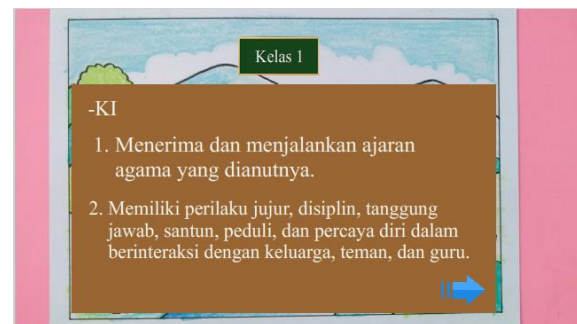 Kelas 1
-KI
1. Menerima dan menjalankan ajaran
agama yang dianutnya.
2. Memiliki perilaku jujur, disiplin, tanggung
jawab, santun, peduli, dan percaya diri dalam
berinteraksi dengan keluarga, teman, dan guru.